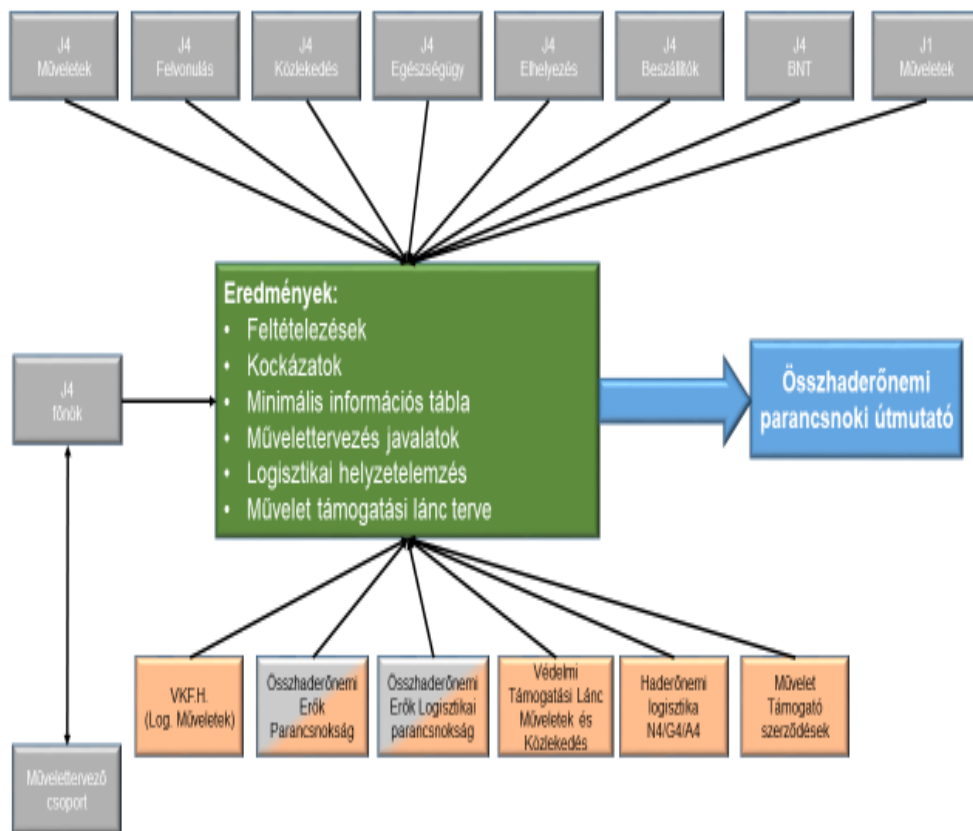 J4
Műveletek
J4
Felvonulás
J4
Közlekedés
J4
Egészségügy
J4
Elhelyezés
J4
Beszállítók
J4
BNT
J1
Műveletek
Eredmények:
• Feltételezések
• Kockázatok
• Minimális információs tábla
• Művelettervezés javalatok
• Logisztikai helyzetelemzés
• Művelet támogatási lánc terve
J4
főnök
Összhaderőnemi
parancsnoki útmutató
VKF.H.
(Log. Műveletek)
Összhaderőnemi
Erők
Parancsnokság
Összhaderőnemi
Erők Logisztikai
parancsnokság
Védelmi
Támogatási Lánc
Műveletek és
Közlekedés
Haderőnemi
logisztika
N4/G4/A4
Művelet
Támogató
szerződések
Művelettervező
csoport